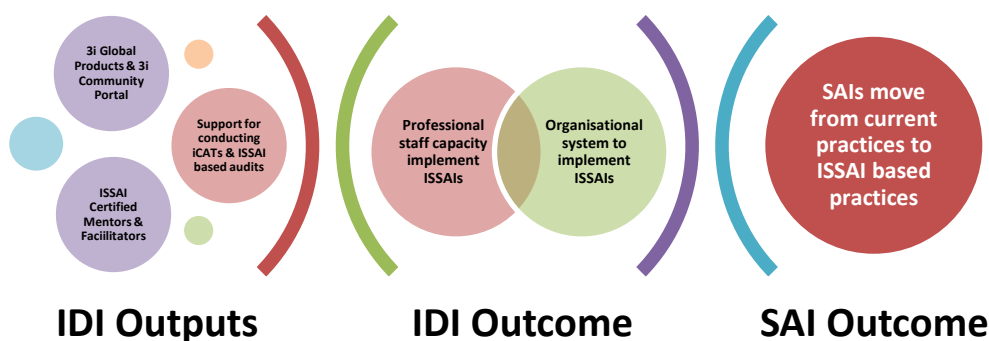 3i Global
Products & 3i
Community
Portal
Support for
conducting
iCATs & ISSAI
based audits
ISSAI
Certified
Mentors &
Faciilitators
IDI Outputs
Professional
staff capacity
implement
ISSAIs
Organisational
system to
implement
ISSAIs
IDI Outcome
SAIs move
from current
practices to
ISSAI based
practices
SAI Outcome